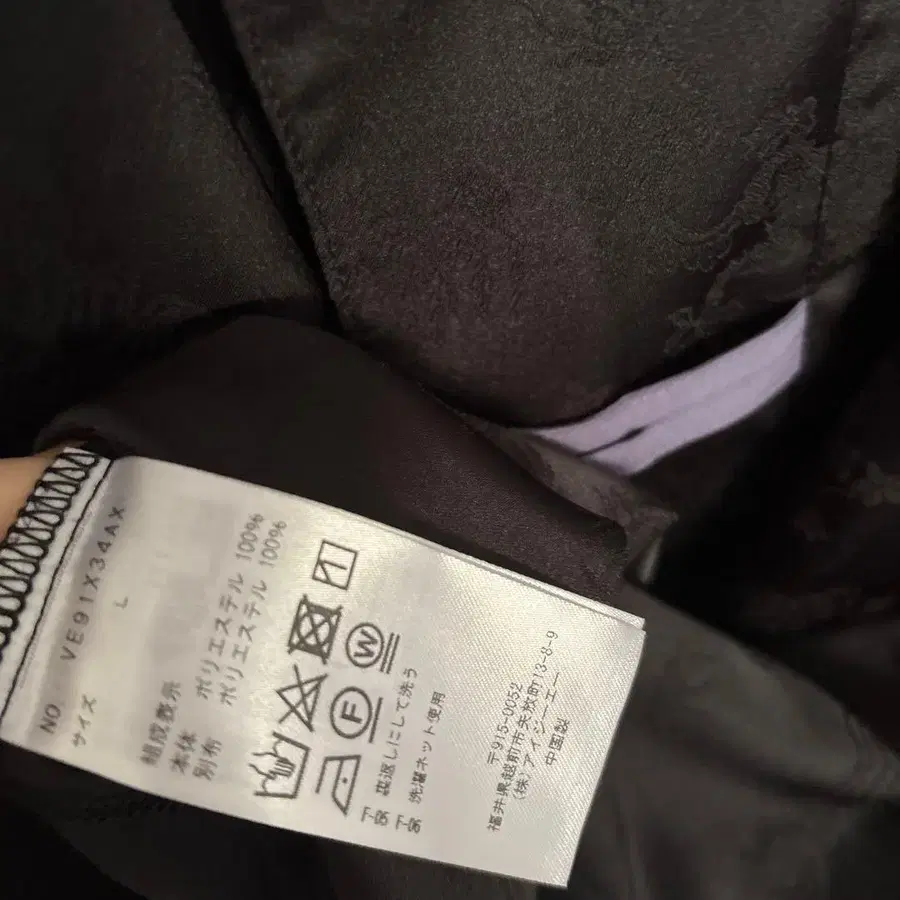 NO VE91X34AX
サイズ L
組成表示
本体 ポリエステル 100%
別布 ポリエステル 100%
F
W
下 裏返しにして洗う
下 洗濯ネット使用
〒915-0052
福井県越前市矢放町13-8-9
(株)アイジーエー
中国製